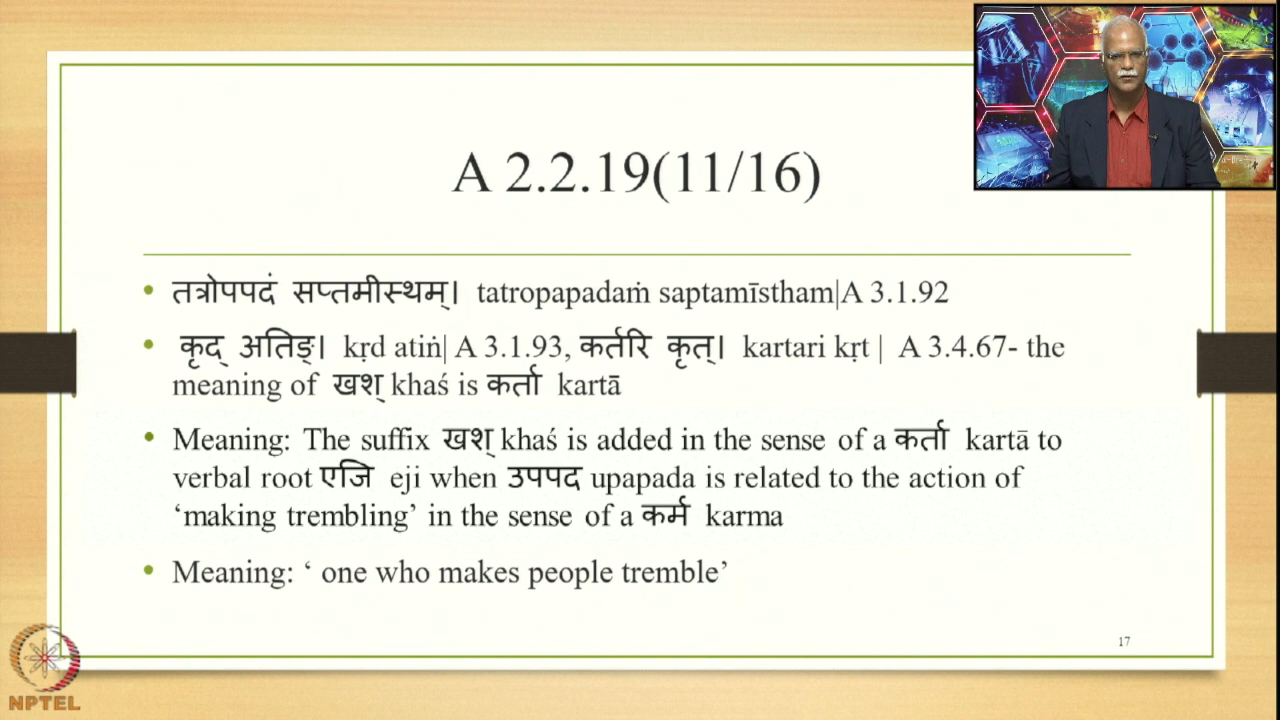 A 2.2.19(11/16)
तत्रोपपदं सप्तमीस्थम्। tatropapadaṁ saptamīstham|A 3.1.92
कृद् अतिङ्। kṛd atiṅ| A 3.1.93, कर्तरि कृत्। kartari kṛt | A 3.4.67- the
meaning of खश् khaś is कर्ता kartā
Meaning: The suffix खश् khaś is added in the sense of a कर्ता kartā to
verbal root एजि eji when उपपद upapada is related to the action of
‘making trembling’ in the sense of a कर्म karma
Meaning: ‘ one who makes people tremble’
17
NPTEL